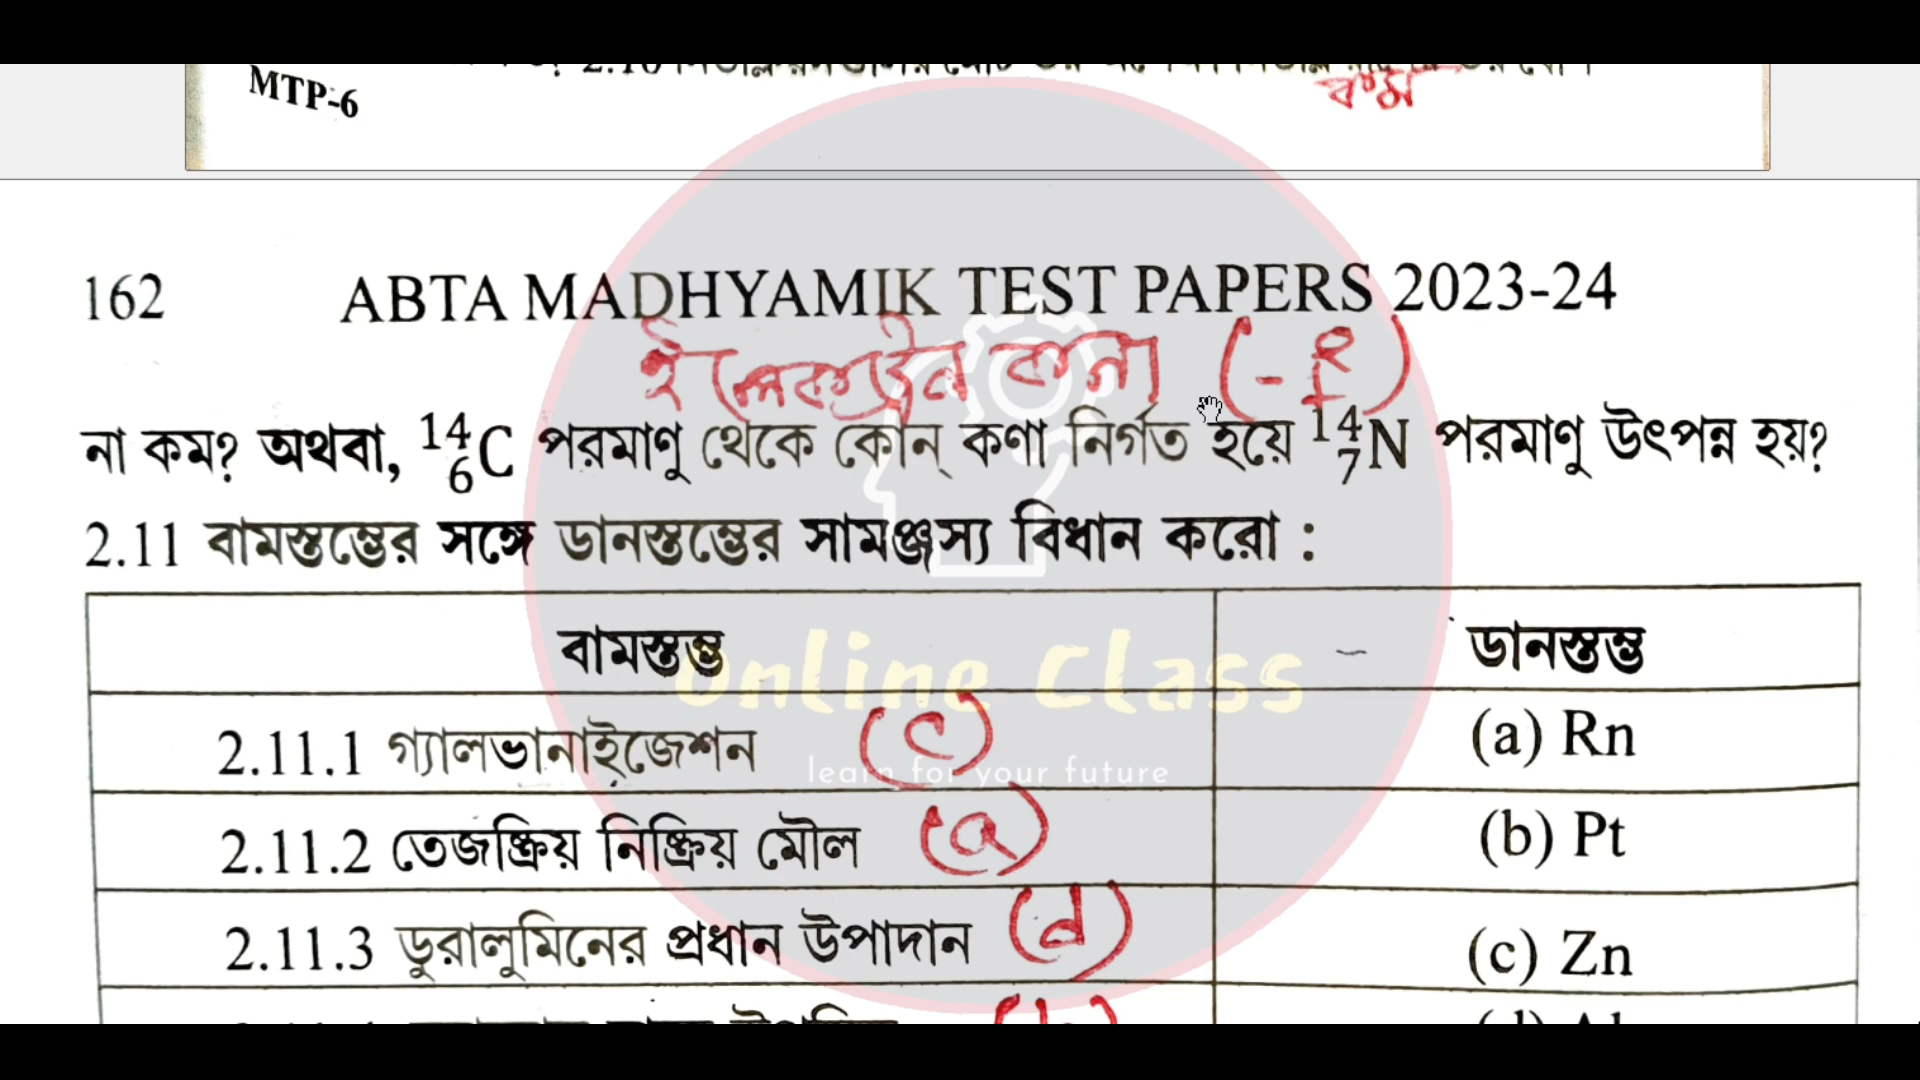 MTP-6
কম
162 ABTA MADHYAMIK TEST PAPERS 2023-24
ইলেকট্রন কনা
না কম? অথবা, ¹⁴₆C পরমাণু থেকে কোন্ কণা নির্গত হয়ে ¹⁴₇N পরমাণু উৎপন্ন হয়?
2.11 বামস্তম্ভের সঙ্গে ডানস্তম্ভের সামঞ্জস্য বিধান করো :
বামস্তম্ভ ডানস্তম্ভ
Online Class
2.11.1 গ্যালভানাইজেশন (c) (a) Rn
learn for your future
2.11.2 তেজষ্ক্রিয় নিষ্ক্রিয় মৌল (a) (b) Pt
2.11.3 ডুরালুমিনের প্রধান উপাদান (d) (c) Zn